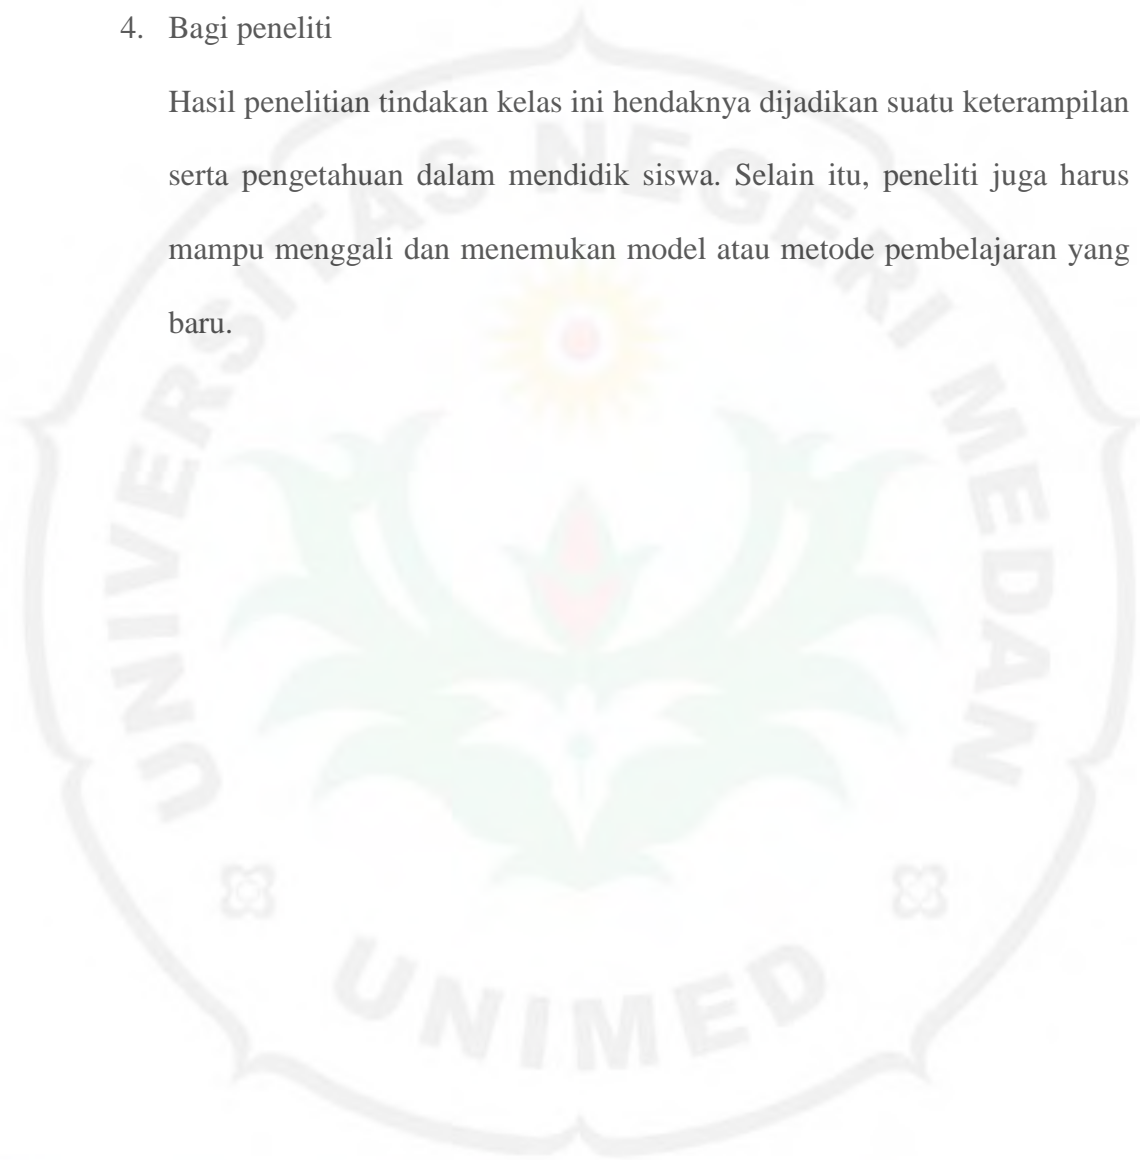 4. Bagi peneliti
Hasil penelitian tindakan kelas ini hendaknya dijadikan suatu keterampilan
serta pengetahuan dalam mendidik siswa. Selain itu, peneliti juga harus
mampu menggali dan menemukan model atau metode pembelajaran yang
baru.
UNIVERSITAS NEGERI MEDAN
UNIMED